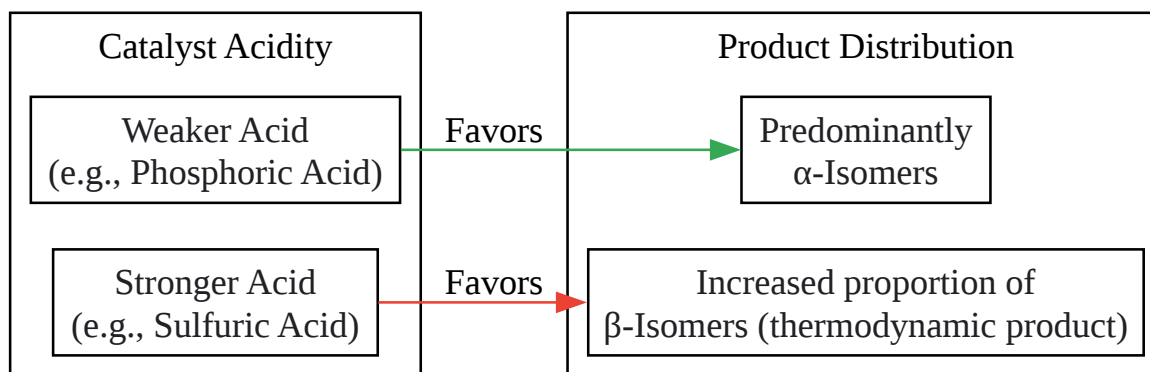 Catalyst Acidity
Product Distribution
Weaker Acid
(e.g., Phosphoric Acid)
Favors
Predominantly
α-Isomers
Stronger Acid
(e.g., Sulfuric Acid)
Favors
Increased proportion of
β-Isomers (thermodynamic product)